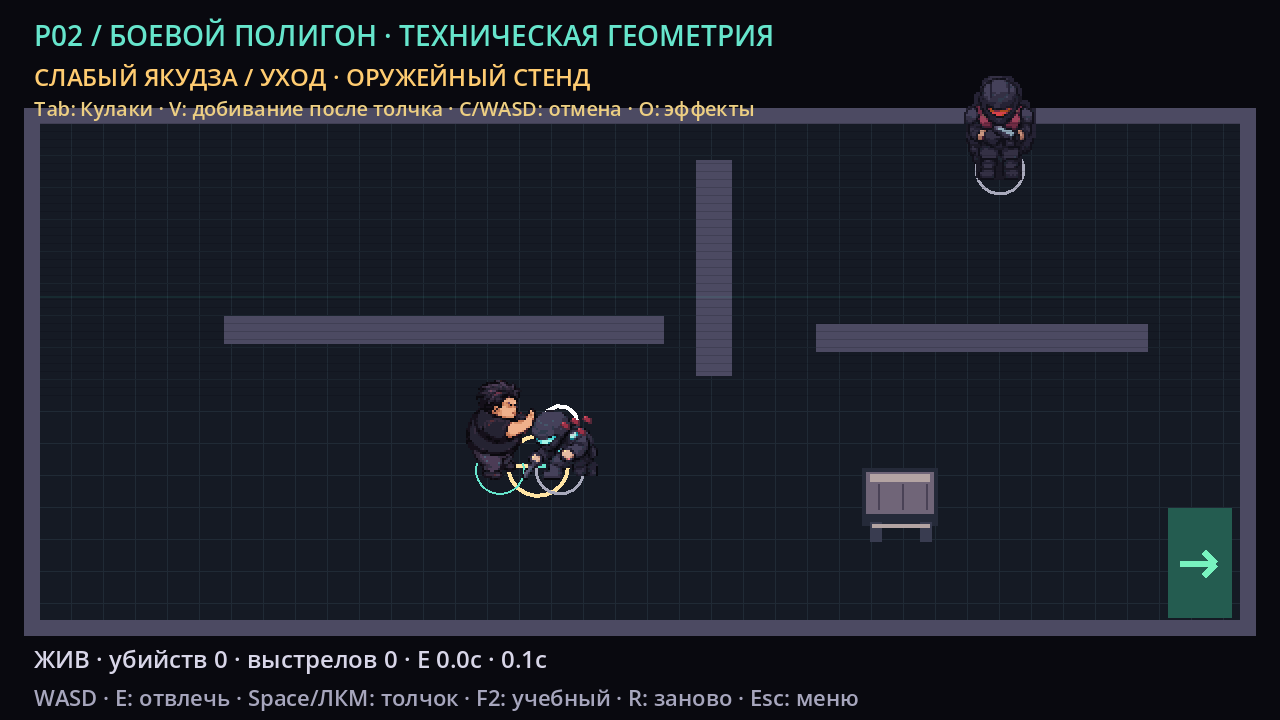 P02 / БОЕВОЙ ПОЛИГОН · ТЕХНИЧЕСКАЯ ГЕОМЕТРИЯ
СЛАБЫЙ ЯКУДЗА / УХОД · ОРУЖЕЙНЫЙ СТЕНД
Tab: Кулаки · V: добивание после толчка · C/WASD: отмена · O: эффекты
ЖИВ · убийств 0 · выстрелов 0 · E 0.0с · 0.1с
WASD · E: отвлечь · Space/ЛКМ: толчок · F2: учебный · R: заново · Esc: меню